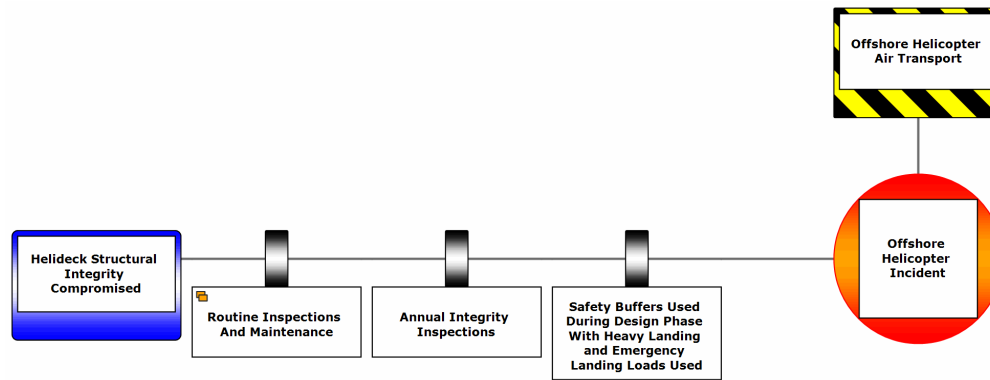 Offshore Helicopter
Air Transport
Helideck Structural
Integrity
Compromised
Routine Inspections
And Maintenance
Annual Integrity
Inspections
Safety Buffers Used
During Design Phase
With Heavy Landing
and Emergency
Landing Loads Used
Offshore
Helicopter
Incident